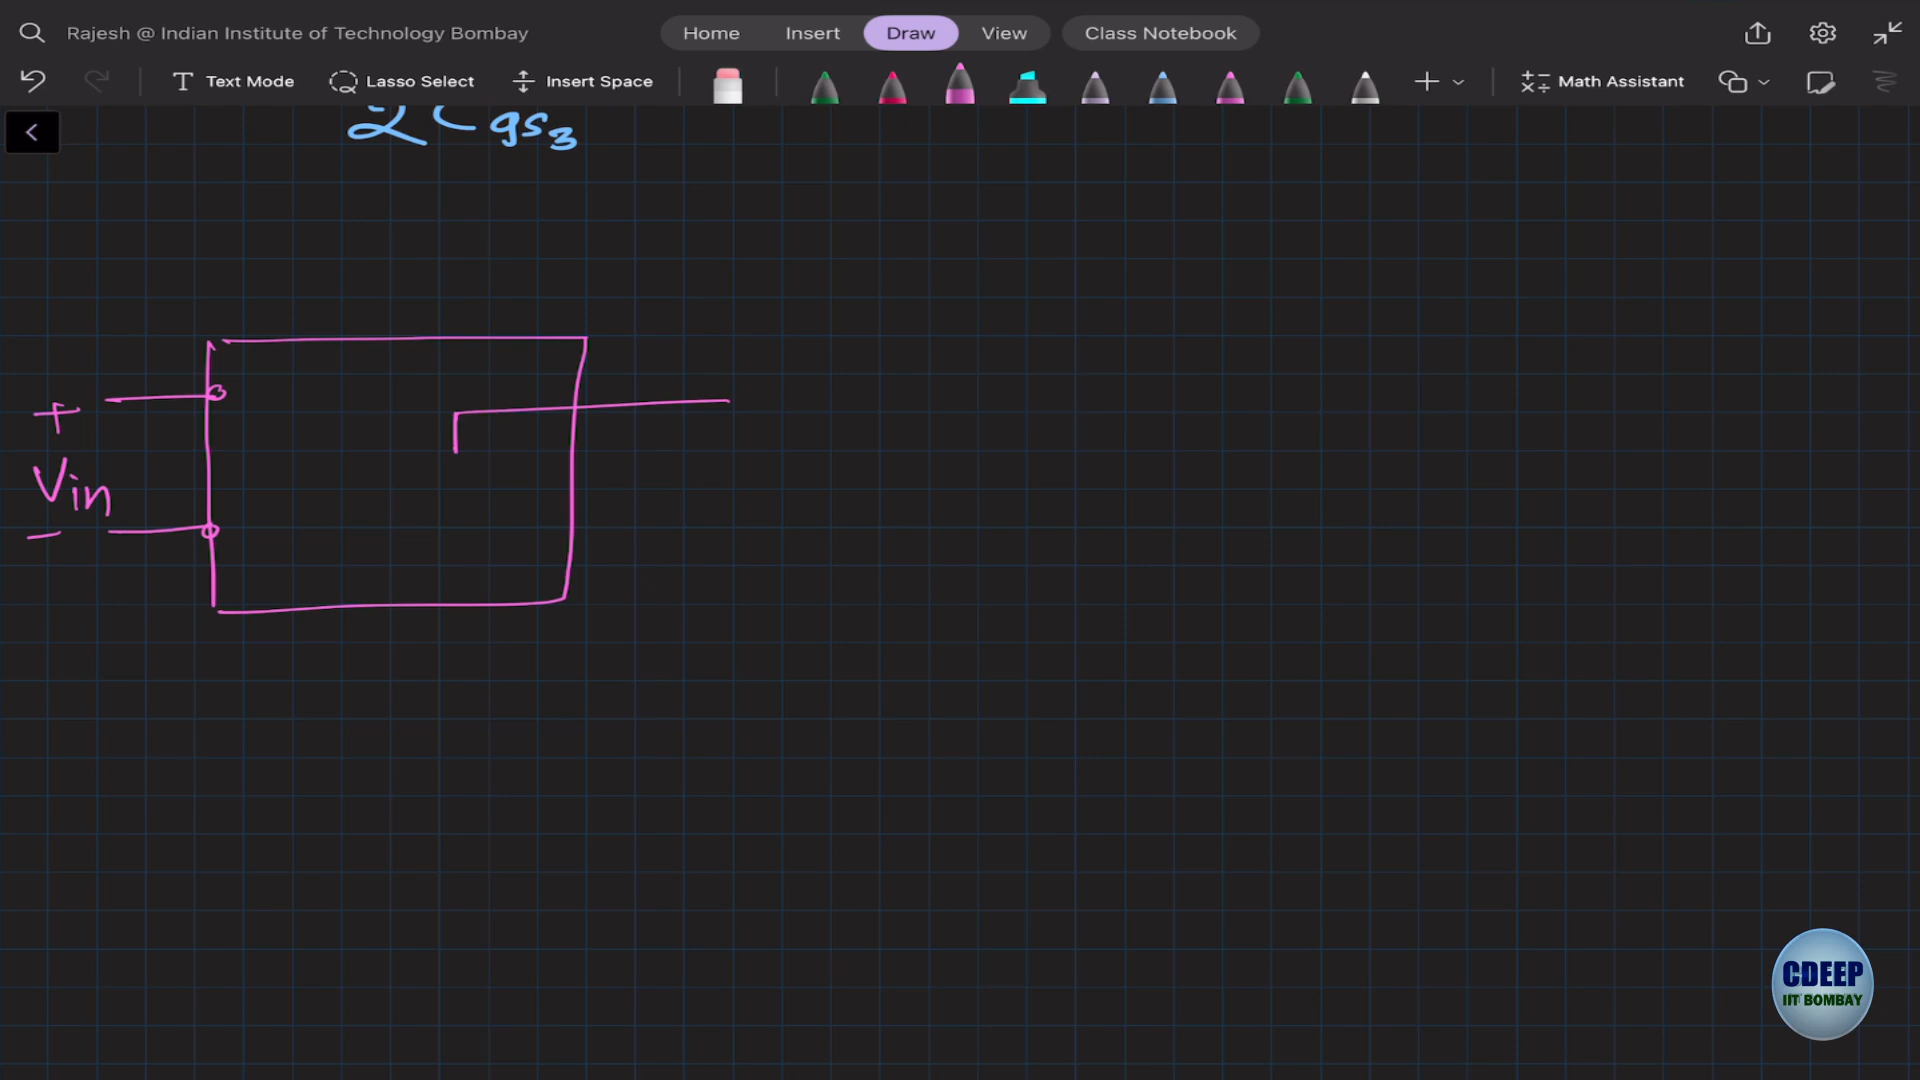 Rajesh @ Indian Institute of Technology Bombay
Home Insert Draw View Class Notebook
Text Mode Lasso Select Insert Space Math Assistant
2 C gs3
+
Vin
-
CDEEP
IIT BOMBAY